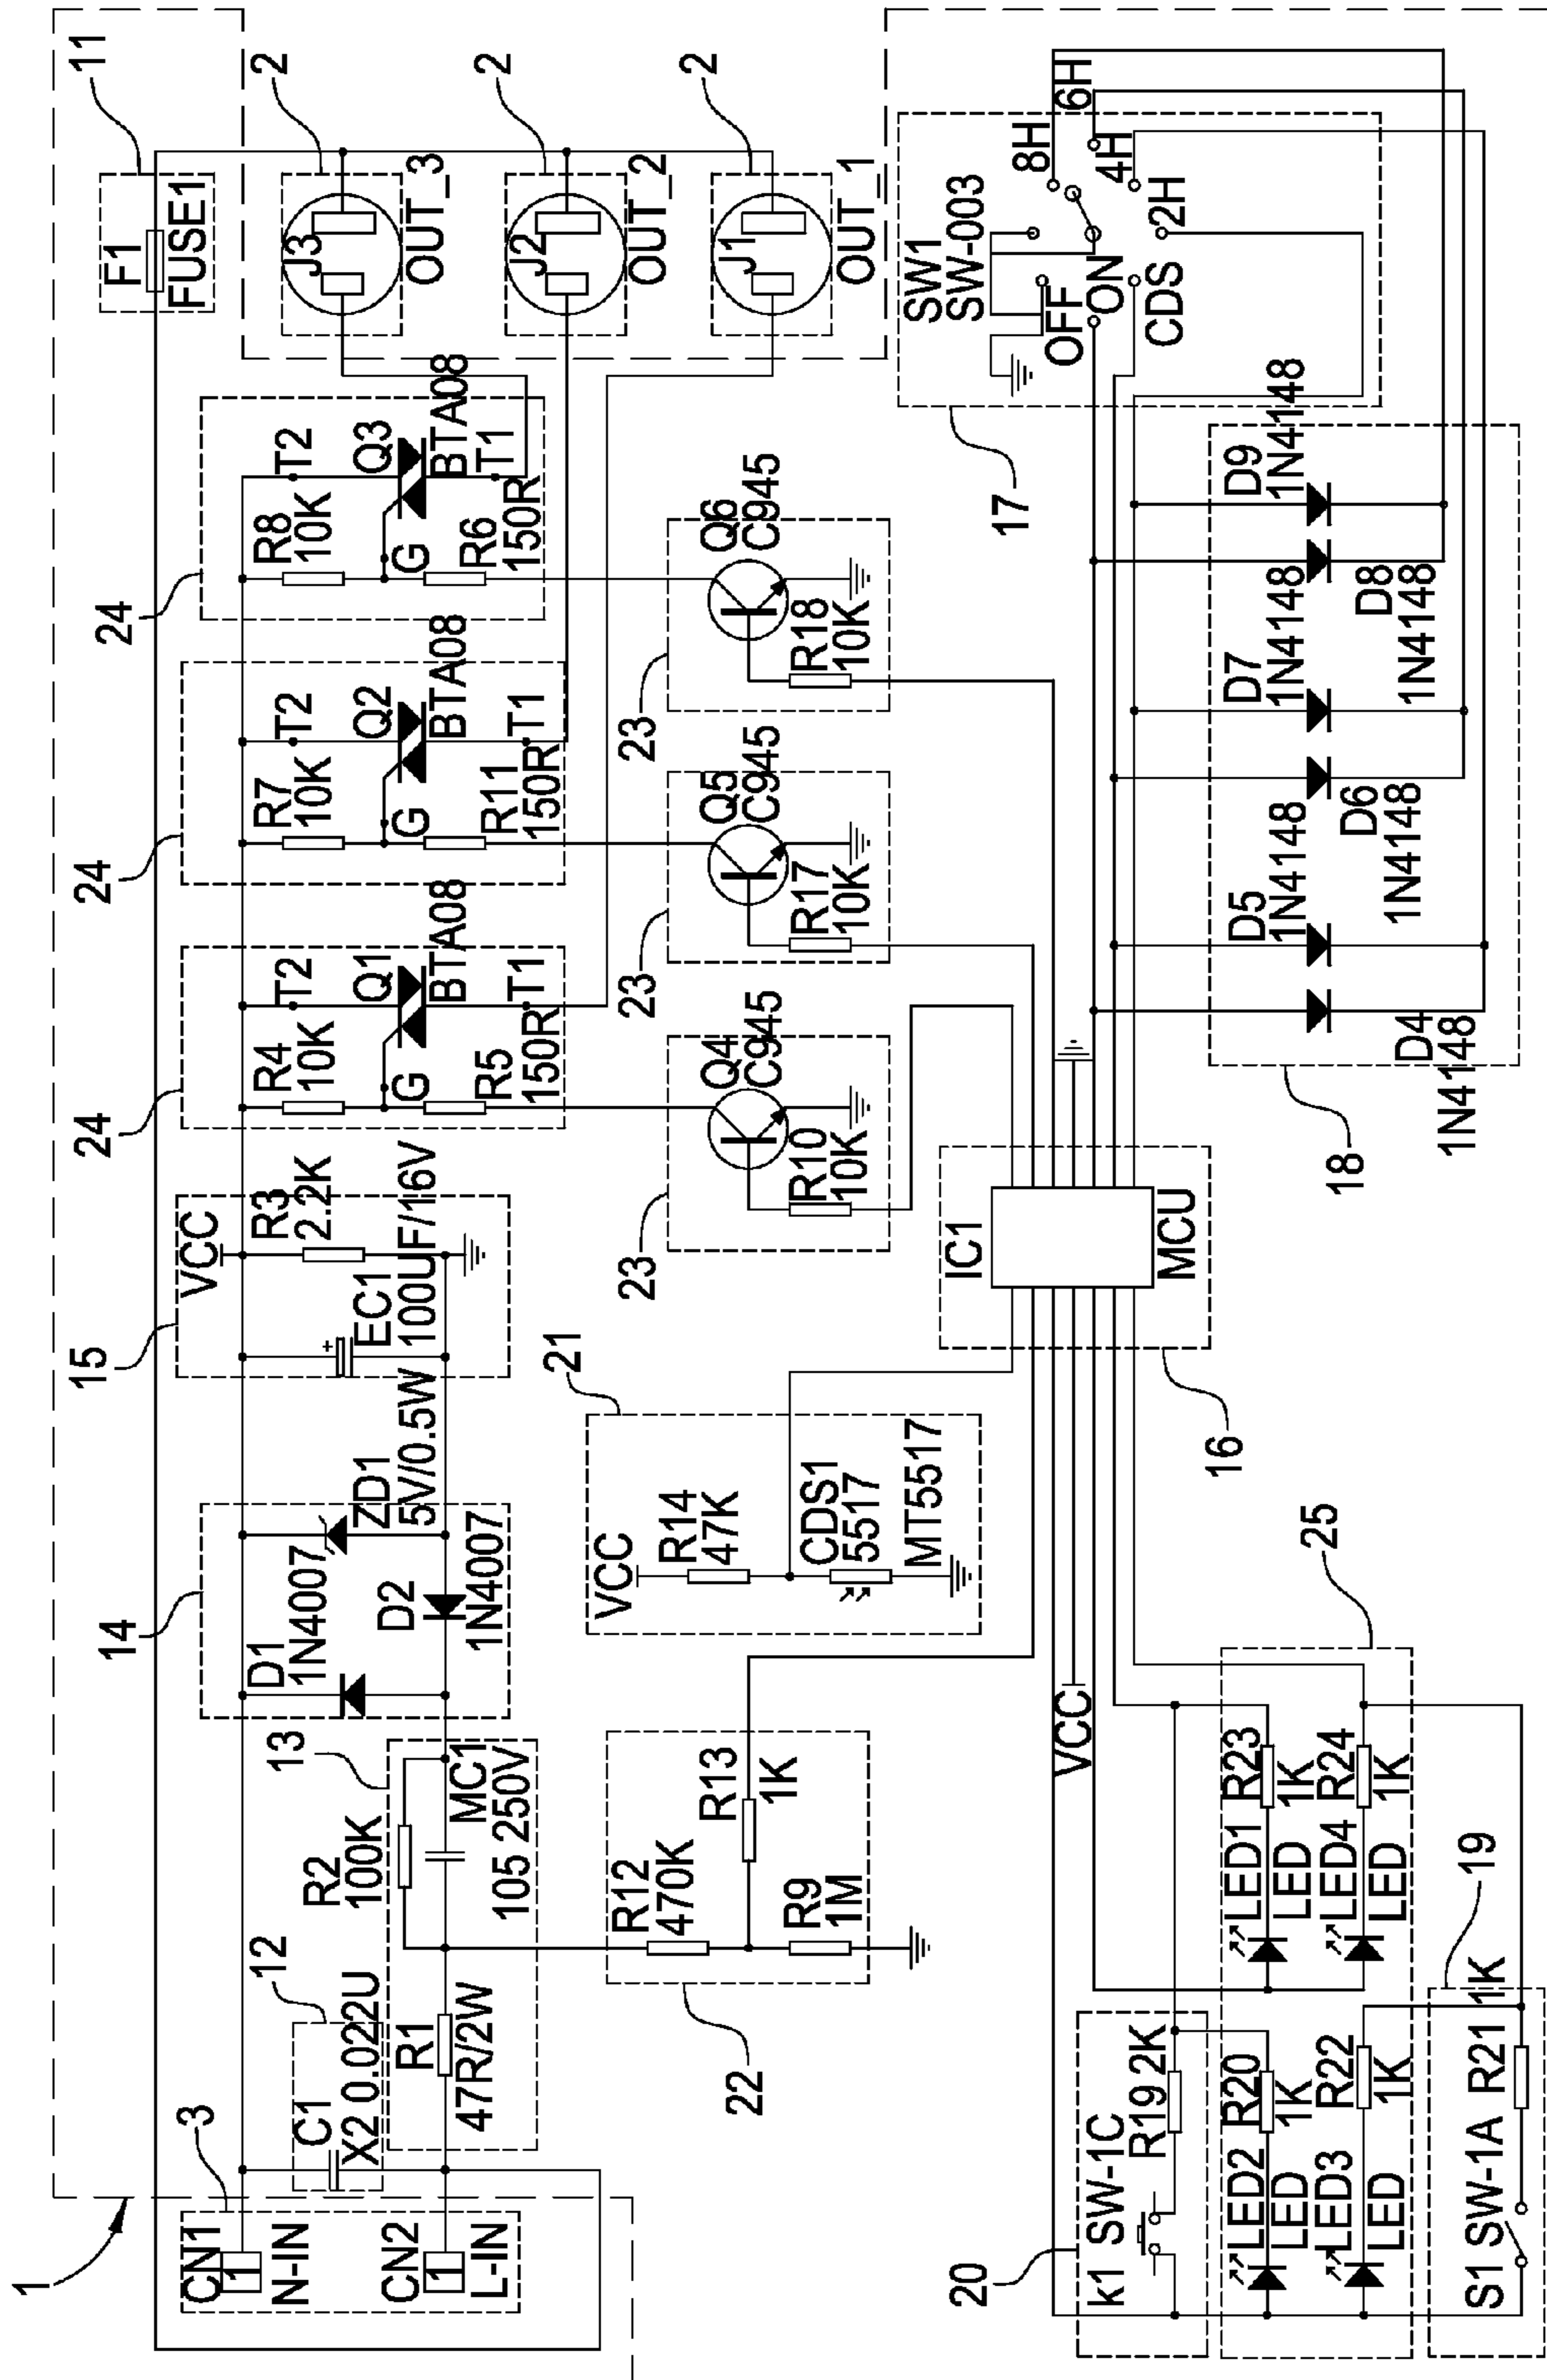 1
3
CN1
1
N-IN
CN2
1
L-IN
12
C1
X2 0.022U
R1
47R/2W
13
R2
100K
MC1
105 250V
14
D1
1N4007
D2
1N4007
ZD1
5V/0.5W
15
VCC
R3
2.2K
EC1
100UF/16V
+
24
R4
10K
T2
Q1
BTA08
G
R5
150R
T1
24
R7
10K
T2
Q2
BTA08
G
R11
150R
T1
24
R8
10K
T2
Q3
BTA08
G
R6
150R
T1
11
F1
FUSE1
2
J3
OUT_3
2
J2
OUT_2
2
J1
OUT_1
22
R12
470K
R13
1K
R9
1M
21
VCC
R14
47K
CDS1
5517
MT5517
23
Q4
C945
R10
10K
23
Q5
C945
R17
10K
23
Q6
C945
R18
10K
IC1
MCU
16
VCC
17
SW1
SW-003
8H
6H
4H
2H
OFF
ON
CDS
18
D9
1N4148
D8
1N4148
D7
1N4148
D6
1N4148
D5
1N4148
D4
1N4148
20
k1 SW-1C
R19 2K
25
LED2
LED
R20
1K
LED3
LED
R22
1K
LED1
LED
R23
1K
LED4
LED
R24
1K
19
S1 SW-1A R21 1K